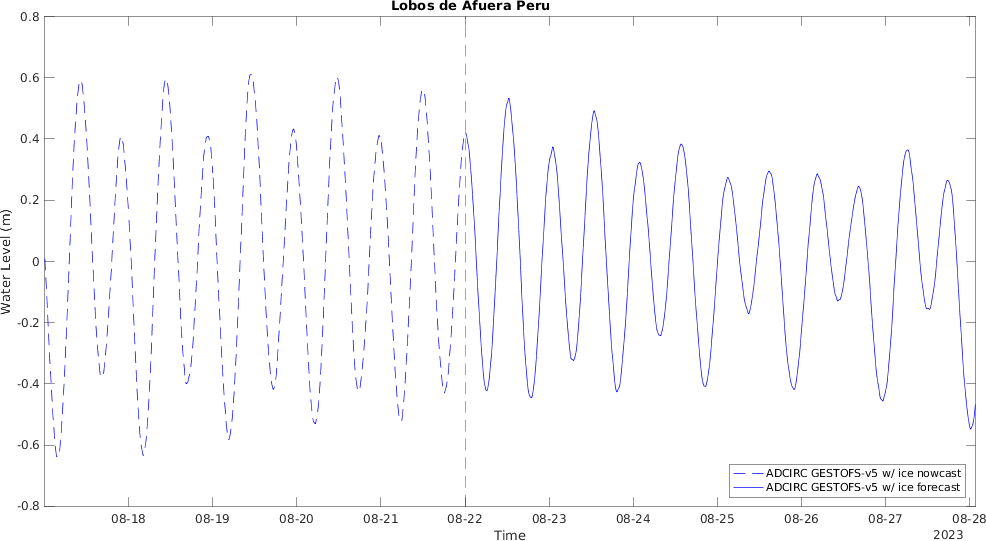 Lobos de Afuera Peru
0.8
0.6
0.4
0.2
0
-0.2
-0.4
-0.6
-0.8
Water Level (m)
ADCIRC GESTOFS-v5 w/ ice nowcast
ADCIRC GESTOFS-v5 w/ ice forecast
08-18 08-19 08-20 08-21 08-22 08-23 08-24 08-25 08-26 08-27 08-28
Time
2023